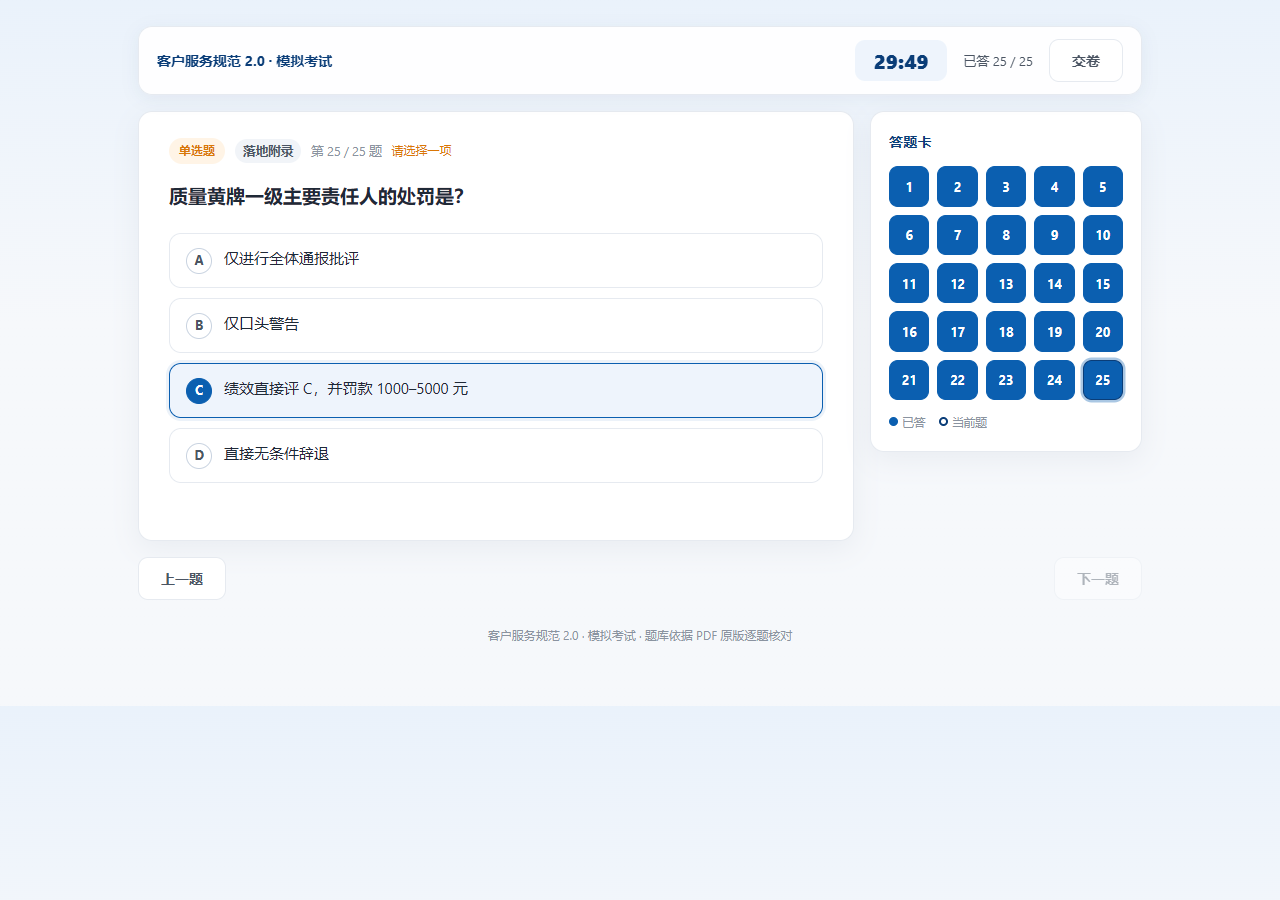 客户服务规范 2.0 · 模拟考试
29:49
已答 25 / 25
交卷
单选题 落地附录 第 25 / 25 题 请选择一项
质量黄牌一级主要责任人的处罚是?
A 仅进行全体通报批评
B 仅口头警告
C 绩效直接评 C，并罚款 1000–5000 元
D 直接无条件辞退
答题卡
1 2 3 4 5
6 7 8 9 10
11 12 13 14 15
16 17 18 19 20
21 22 23 24 25
已答 当前题
上一题
下一题
客户服务规范 2.0 · 模拟考试 · 题库依据 PDF 原版逐题核对